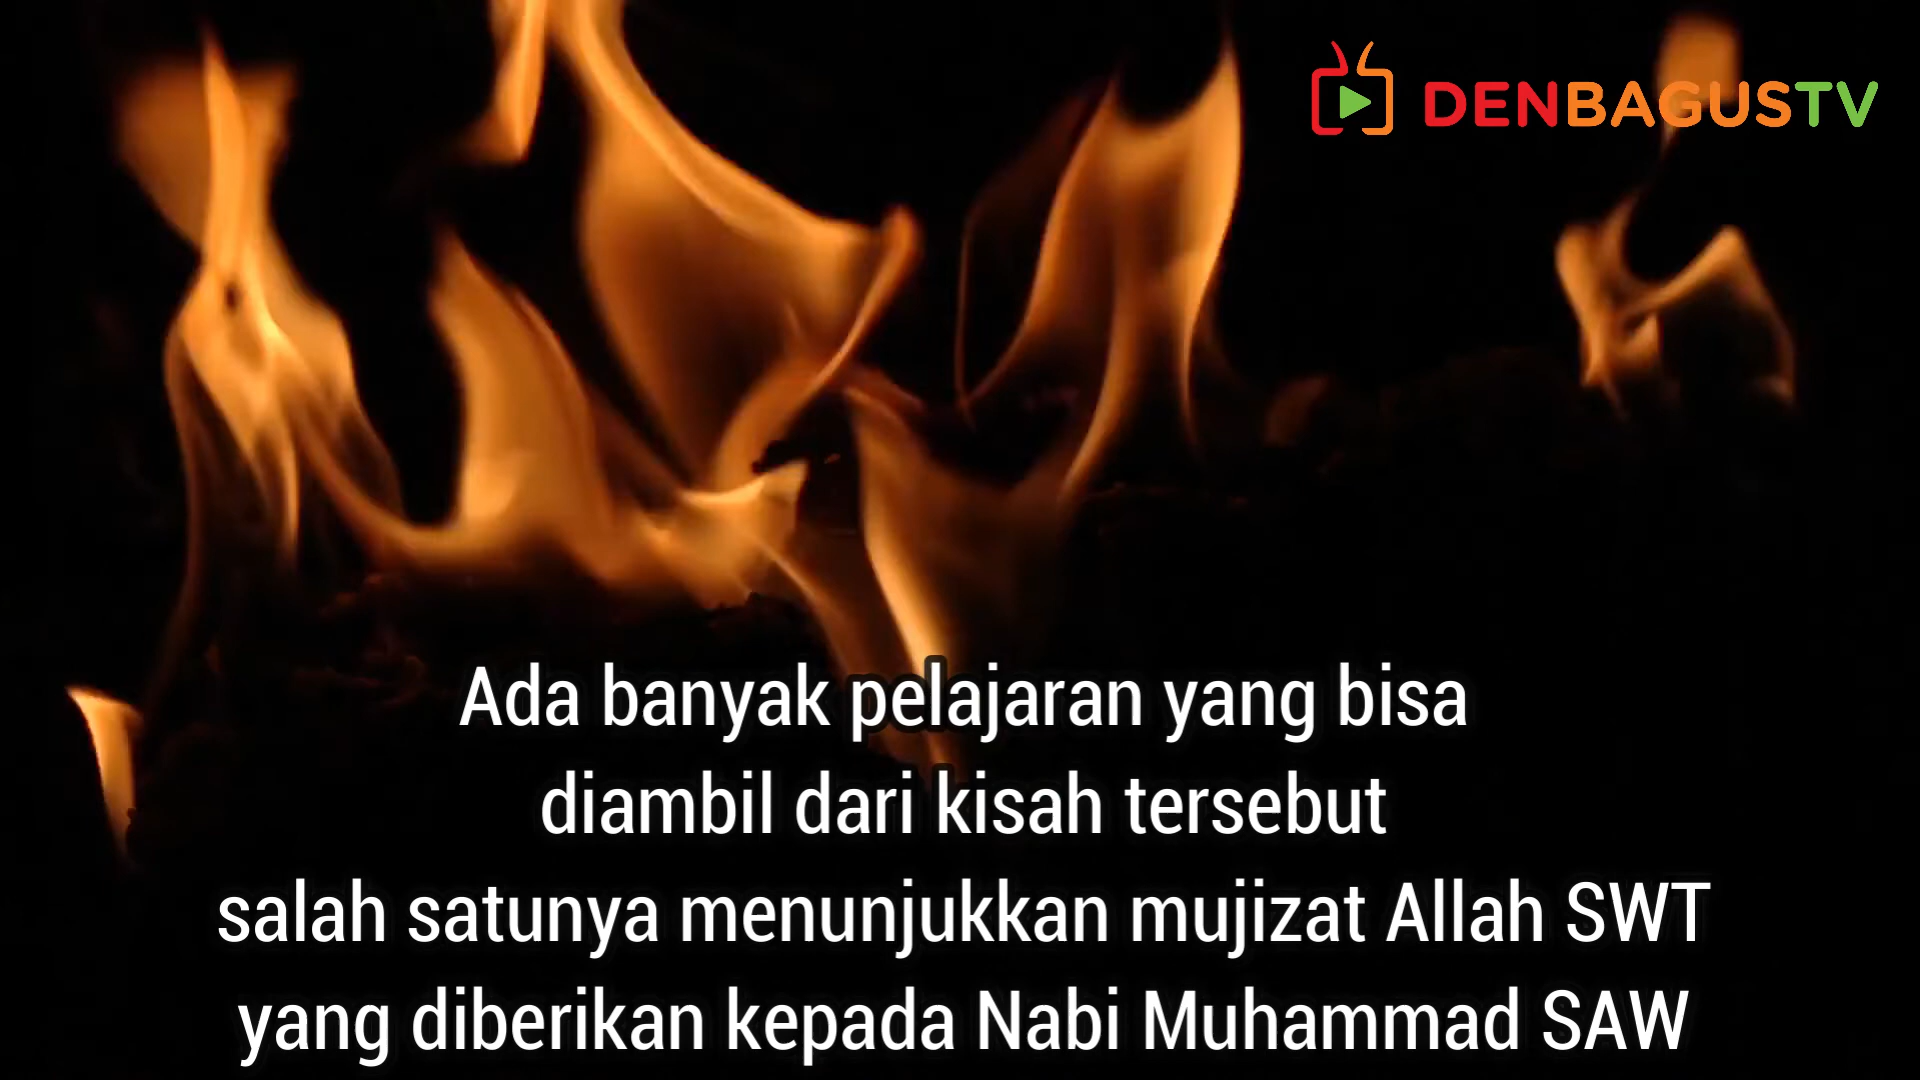 DENBAGUSTV
Ada banyak pelajaran yang bisa
diambil dari kisah tersebut
salah satunya menunjukkan mujizat Allah SWT
yang diberikan kepada Nabi Muhammad SAW